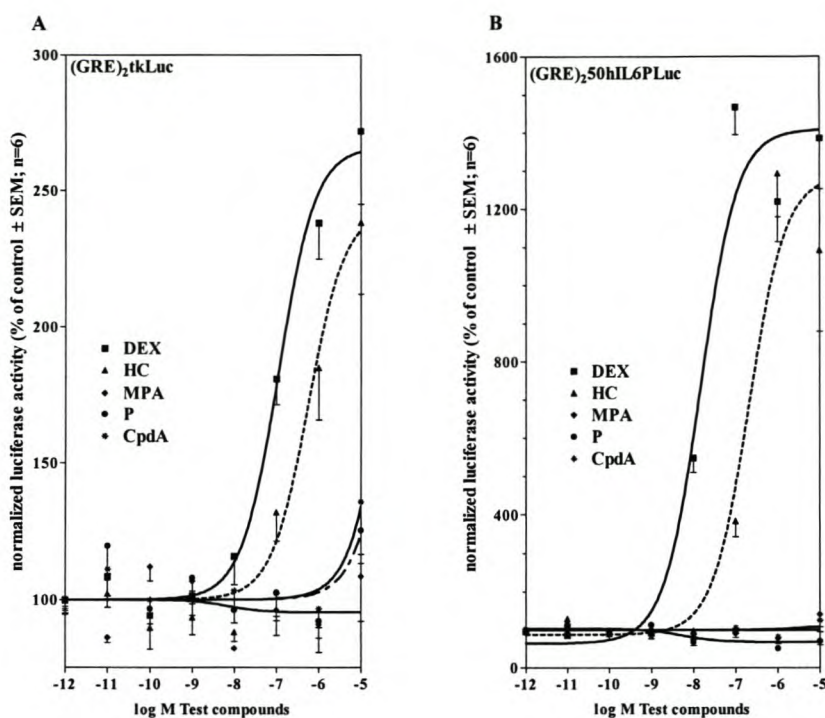 A
(GRE)2tkLuc
normalized luciferase activity (% of control ± SEM; n=6)
300
250
200
150
100
DEX
HC
MPA
P
CpdA
-12 -11 -10 -9 -8 -7 -6 -5
log M Test compounds
B
(GRE)250hIL6PLuc
normalized luciferase activity (% of control ± SEM; n=6)
1600
1200
800
400
0
DEX
HC
MPA
P
CpdA
-12 -11 -10 -9 -8 -7 -6 -5
log M Test compounds